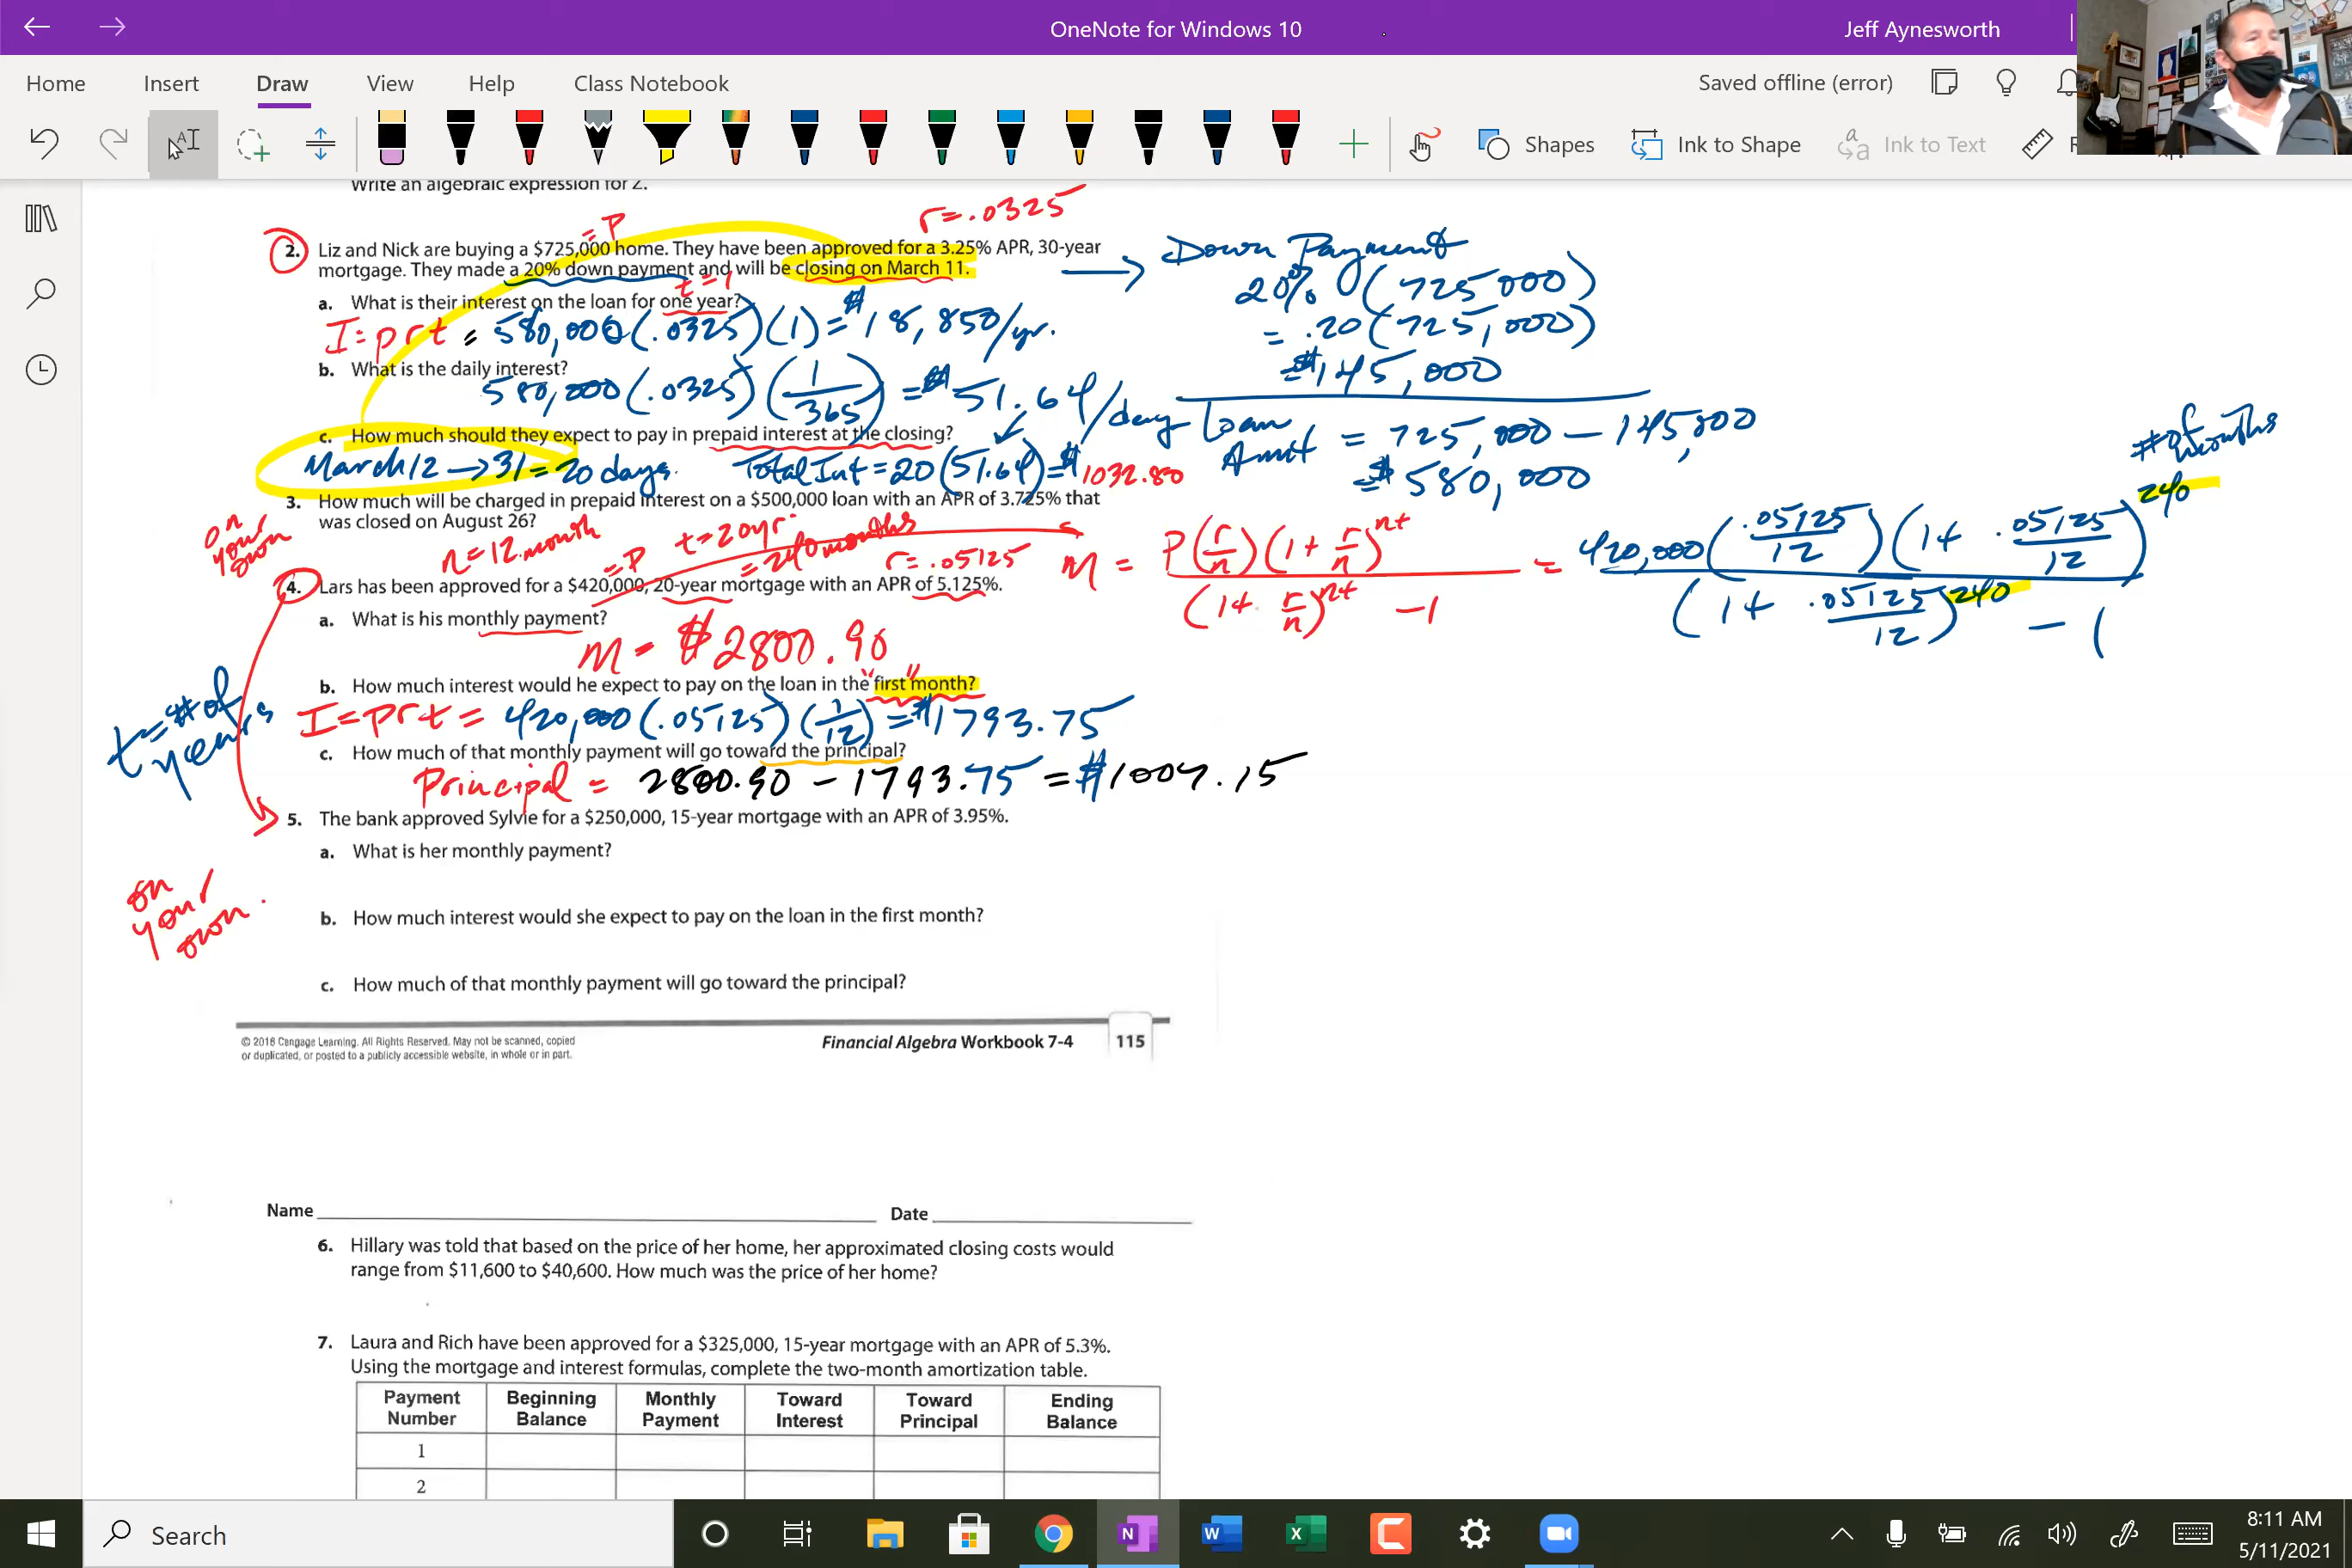 OneNote for Windows 10
Jeff Aynesworth
Home Insert Draw View Help Class Notebook
Saved offline (error)
Shapes Ink to Shape Ink to Text
Write an algebraic expression for Z.
= P
r = .0325
2. Liz and Nick are buying a $725,000 home. They have been approved for a 3.25% APR, 30-year
mortgage. They made a 20% down payment and will be closing on March 11.
t = 1
a. What is their interest on the loan for one year?
I = prt = 580,000 (.0325)(1) = $18,850/yr.
b. What is the daily interest?
580,000 (.0325)(1/365) = $51.64/day
c. How much should they expect to pay in prepaid interest at the closing?
March 12 → 31 = 20 days. Total Int = 20 (51.64) = $1032.80
Down Payment
20% of (725000)
= .20 (725,000)
= $145,000
Loan Amt = 725,000 – 145,000
= $580,000
3. How much will be charged in prepaid interest on a $500,000 loan with an APR of 3.725% that
was closed on August 26?
on your own
n = 12 month
= P
t = 20yr.
= 240 months
r = .05125
4. Lars has been approved for a $420,000, 20-year mortgage with an APR of 5.125%.
M = P(r/n)(1 + r/n)^nt / (1 + r/n)^nt – 1 = 420,000(.05125/12)(1 + .05125/12)^240 / (1 + .05125/12)^240 – 1
# of months
a. What is his monthly payment?
M = $2800.90
b. How much interest would he expect to pay on the loan in the "first" month?
t = # of years
I = prt = 420,000 (.05125)(1/12) = $1793.75
c. How much of that monthly payment will go toward the principal?
Principal = 2800.90 – 1793.75 = $1007.15
5. The bank approved Sylvie for a $250,000, 15-year mortgage with an APR of 3.95%.
a. What is her monthly payment?
on your own.
b. How much interest would she expect to pay on the loan in the first month?
c. How much of that monthly payment will go toward the principal?
© 2018 Cengage Learning. All Rights Reserved. May not be scanned, copied
or duplicated, or posted to a publicly accessible website, in whole or in part.
Financial Algebra Workbook 7-4 115
Name Date
6. Hillary was told that based on the price of her home, her approximated closing costs would
range from $11,600 to $40,600. How much was the price of her home?
7. Laura and Rich have been approved for a $325,000, 15-year mortgage with an APR of 5.3%.
Using the mortgage and interest formulas, complete the two-month amortization table.
Payment Number Beginning Balance Monthly Payment Toward Interest Toward Principal Ending Balance
1
2
Search
8:11 AM
5/11/2021